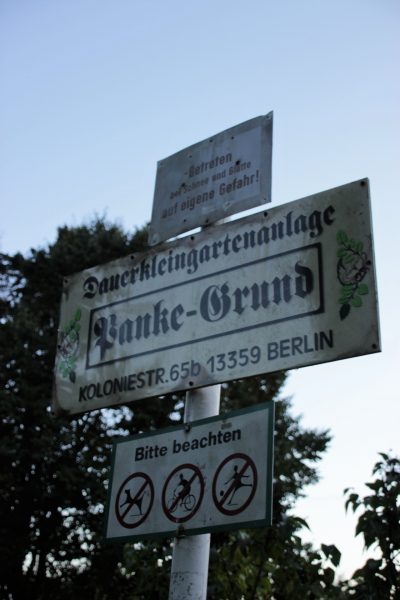 -Betreten
bei Schnee und Glätte
auf eigene Gefahr!
Dauerkleingartenanlage
Panke-Grund
KOLONIESTR.65b 13359 BERLIN
Bitte beachten